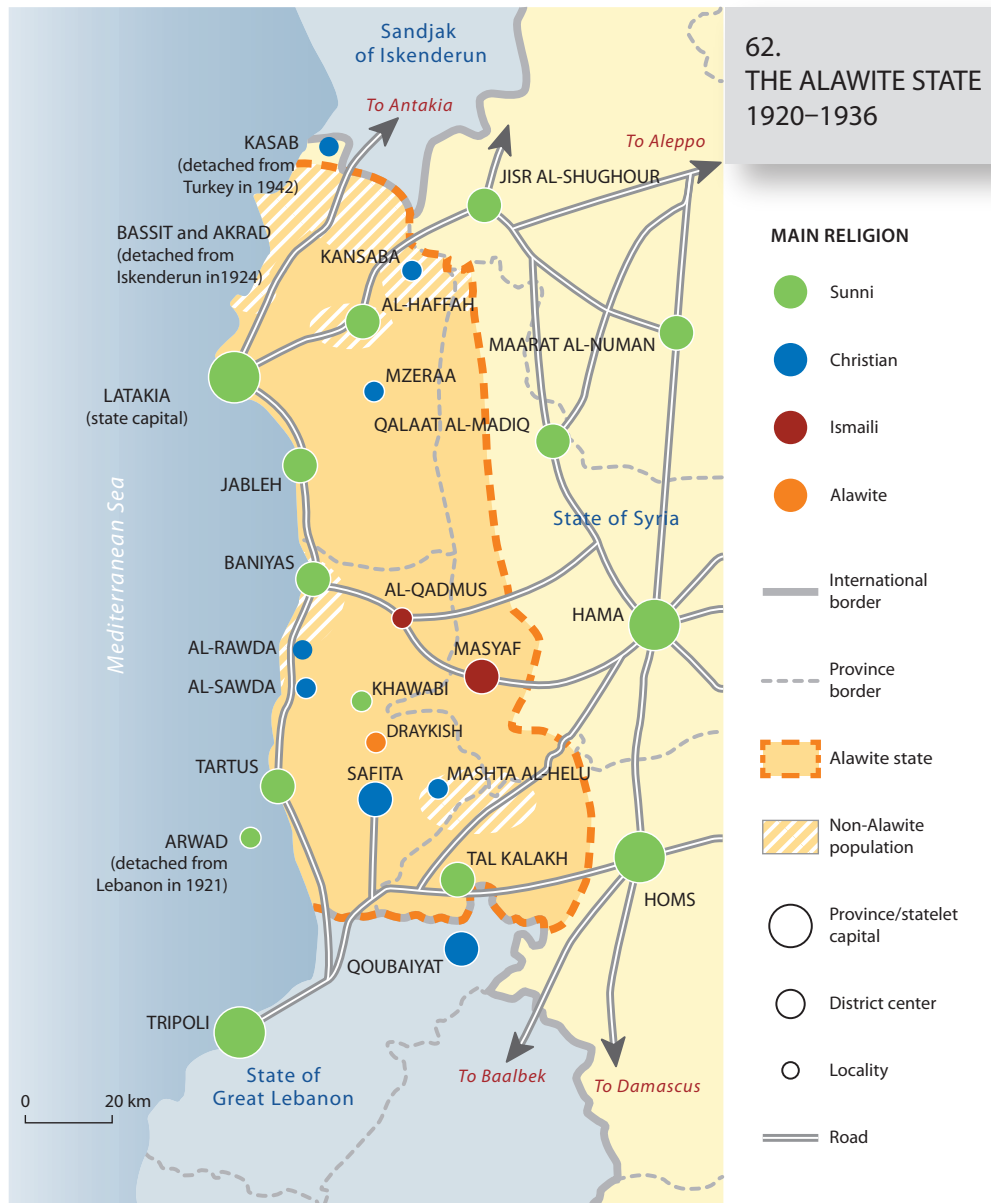 62.
THE ALAWITE STATE
1920–1936
Sandjak
of Iskenderun
To Antakia
To Aleppo
KASAB
(detached from
Turkey in 1942)
JISR AL-SHUGHOUR
BASSIT and AKRAD
(detached from
Iskenderun in1924)
KANSABA
AL-HAFFAH
MAARAT AL-NUMAN
MZERAA
LATAKIA
(state capital)
QALAAT AL-MADIQ
JABLEH
Mediterranean Sea
State of Syria
BANIYAS
AL-QADMUS
HAMA
AL-RAWDA
MASYAF
AL-SAWDA
KHAWABI
DRAYKISH
TARTUS
SAFITA
MASHTA AL-HELU
ARWAD
(detached from
Lebanon in 1921)
TAL KALAKH
HOMS
QOUBAIYAT
TRIPOLI
State of
Great Lebanon
To Baalbek
To Damascus
0 20 km
MAIN RELIGION
Sunni
Christian
Ismaili
Alawite
International
border
Province
border
Alawite state
Non-Alawite
population
Province/statelet
capital
District center
Locality
Road